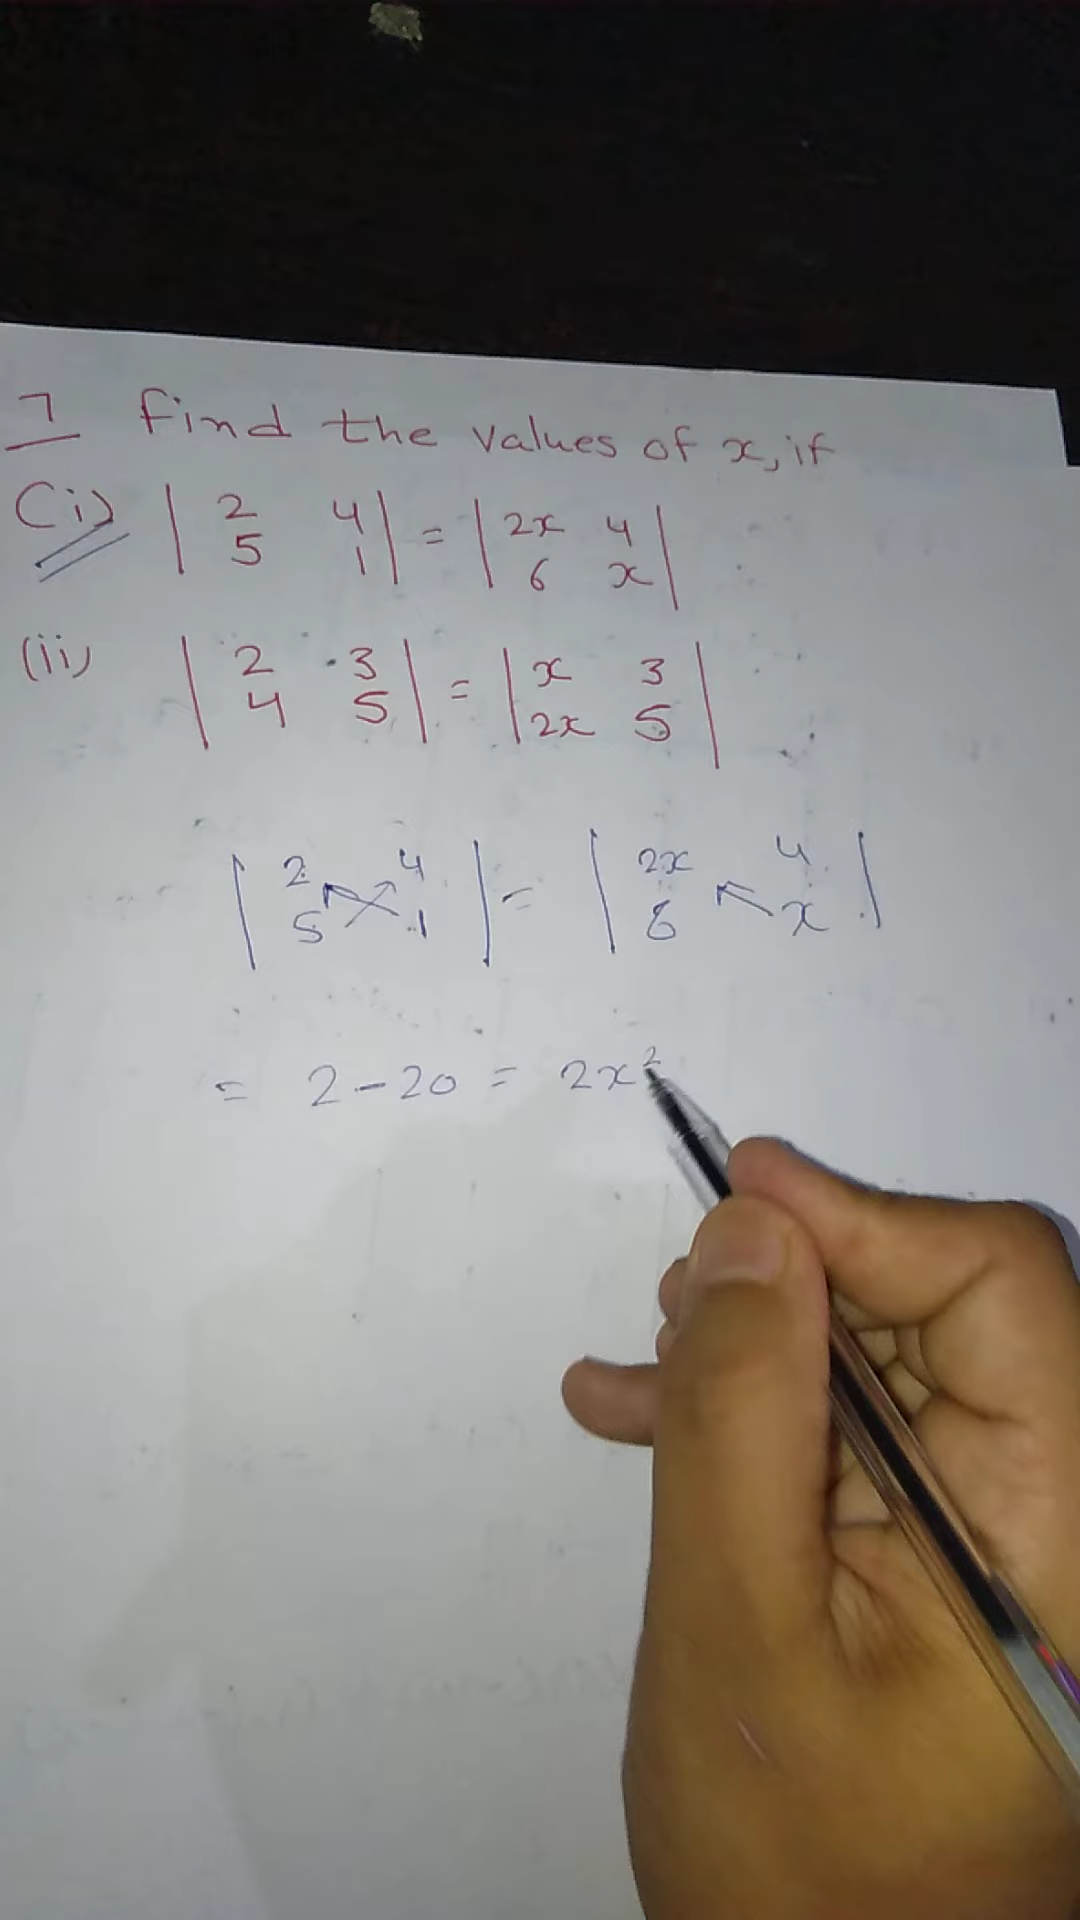 7 Find the values of x, if
(i) | 2 4 | = | 2x 4 |
5 1 6 x
(ii) | 2 3 | = | x 3 |
4 5 2x 5
| 2 4 | = | 2x 4 |
5 1 6 x
= 2 - 20 = 2x²